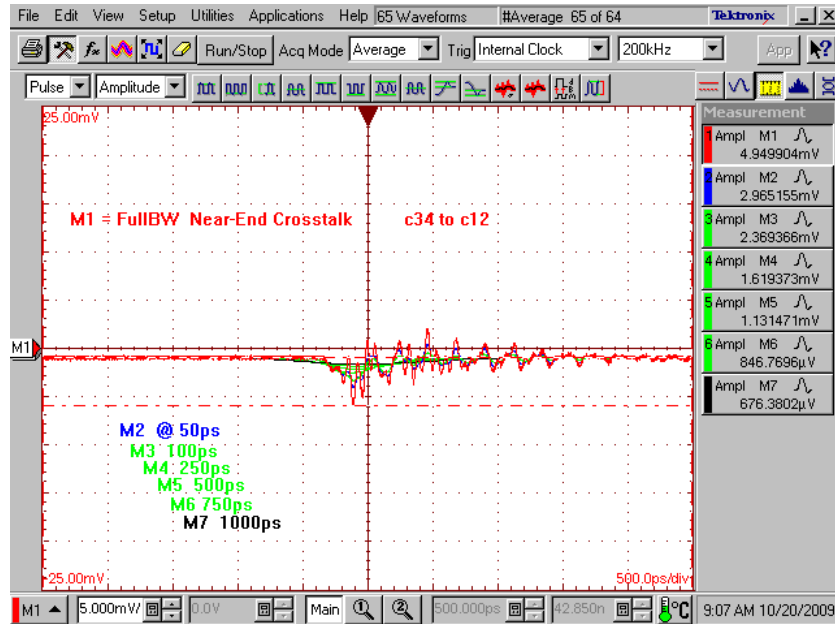 File Edit View Setup Utilities Applications Help 65 Waveforms #Average 65 of 64 Tektronix
Run/Stop Acq Mode Average Trig Internal Clock 200kHz App
Pulse Amplitude
25.00mV
M1 = FullBW Near-End Crosstalk c34 to c12
M1
M2 @ 50ps
M3 100ps
M4 250ps
M5 500ps
M6 750ps
M7 1000ps
-25.00mV
500.0ps/div
Measurement
1 Ampl M1
4.949904mV
2 Ampl M2
2.965155mV
3 Ampl M3
2.369366mV
4 Ampl M4
1.619373mV
5 Ampl M5
1.131471mV
6 Ampl M6
846.7696µV
Ampl M7
676.3802µV
M1 5.000mV/ 0.0V Main 1 2 500.000ps 42.850n °C 9:07 AM 10/20/2009